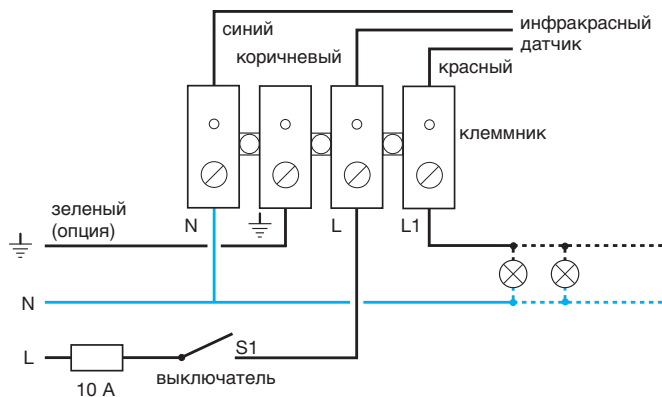 синий
инфракрасный
датчик
коричневый
красный
клеммник
зеленый
(опция)
N
L
L1
N
L
S1
выключатель
10 А